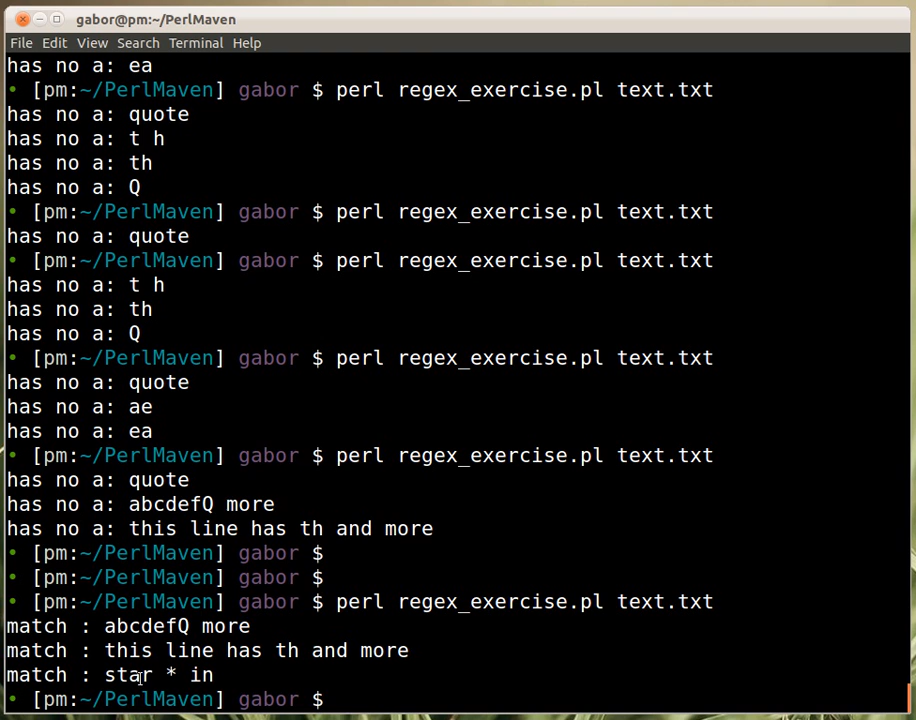 gabor@pm:~/PerlMaven
File Edit View Search Terminal Help
has no a: ea
• [pm:~/PerlMaven] gabor $ perl regex_exercise.pl text.txt
has no a: quote
has no a: t h
has no a: th
has no a: Q
• [pm:~/PerlMaven] gabor $ perl regex_exercise.pl text.txt
has no a: quote
• [pm:~/PerlMaven] gabor $ perl regex_exercise.pl text.txt
has no a: t h
has no a: th
has no a: Q
• [pm:~/PerlMaven] gabor $ perl regex_exercise.pl text.txt
has no a: quote
has no a: ae
has no a: ea
• [pm:~/PerlMaven] gabor $ perl regex_exercise.pl text.txt
has no a: quote
has no a: abcdefQ more
has no a: this line has th and more
• [pm:~/PerlMaven] gabor $
• [pm:~/PerlMaven] gabor $
• [pm:~/PerlMaven] gabor $ perl regex_exercise.pl text.txt
match : abcdefQ more
match : this line has th and more
match : star * in
• [pm:~/PerlMaven] gabor $